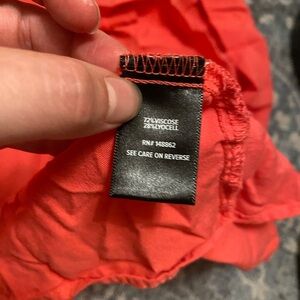 72%VISCOSE
28%LYOCELL
RN# 148862
SEE CARE ON REVERSE